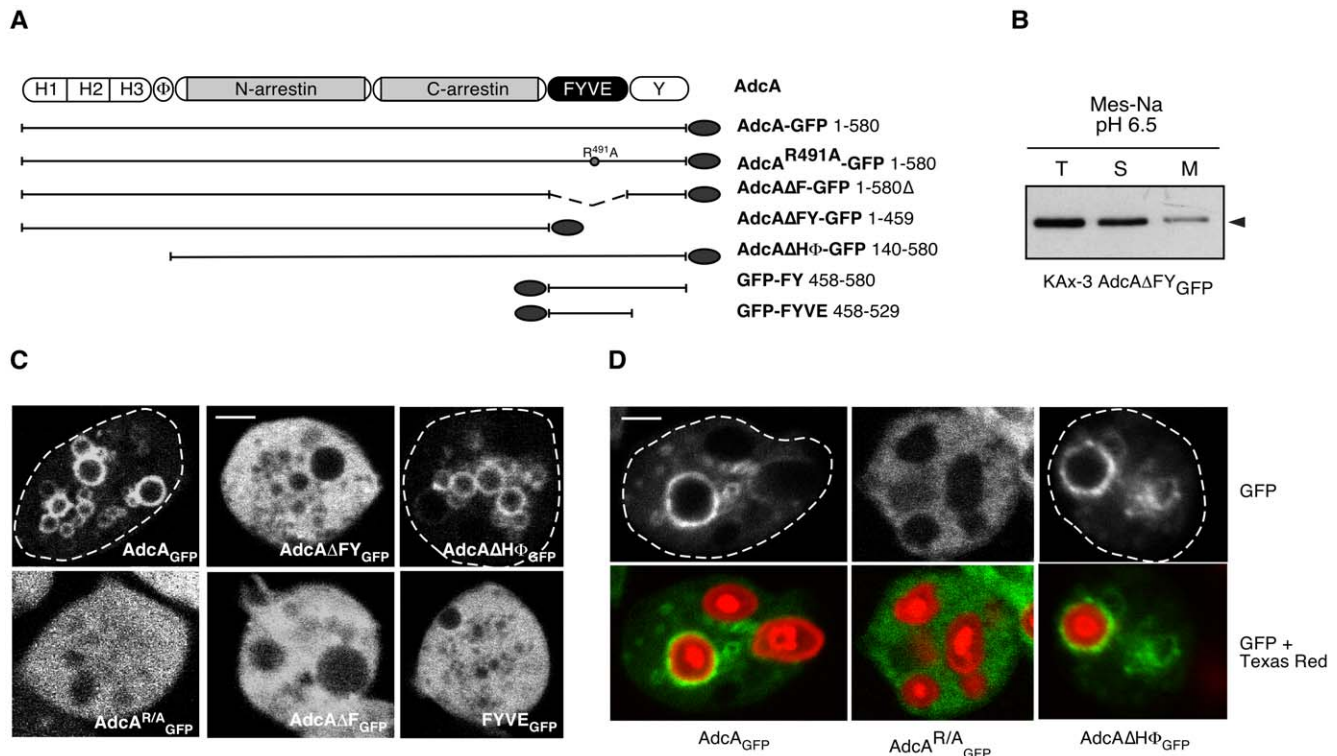 A
H1 H2 H3 Φ N-arrestin C-arrestin FYVE Y AdcA
AdcA-GFP 1-580
R491A
AdcAR491A-GFP 1-580
AdcAΔF-GFP 1-580Δ
AdcAΔFY-GFP 1-459
AdcAΔHΦ-GFP 140-580
GFP-FY 458-580
GFP-FYVE 458-529
B
Mes-Na
pH 6.5
T S M
KAx-3 AdcAΔFYGFP
C
AdcAGFP AdcAΔFYGFP AdcAΔHΦGFP
AdcAR/AGFP AdcAΔFGFP FYVEGFP
D
GFP
GFP +
Texas Red
AdcAGFP AdcAR/AGFP AdcAΔHΦGFP